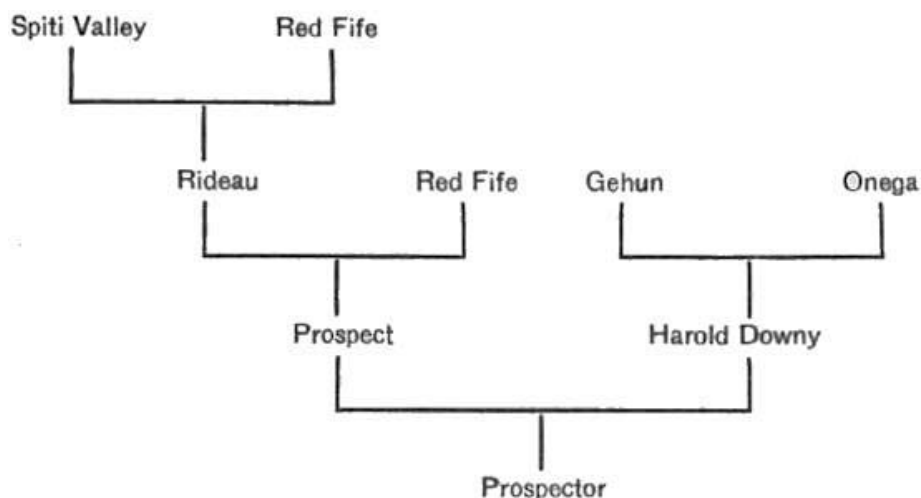 Spiti Valley Red Fife
Rideau Red Fife Gehun Onega
Prospect Harold Downy
Prospector